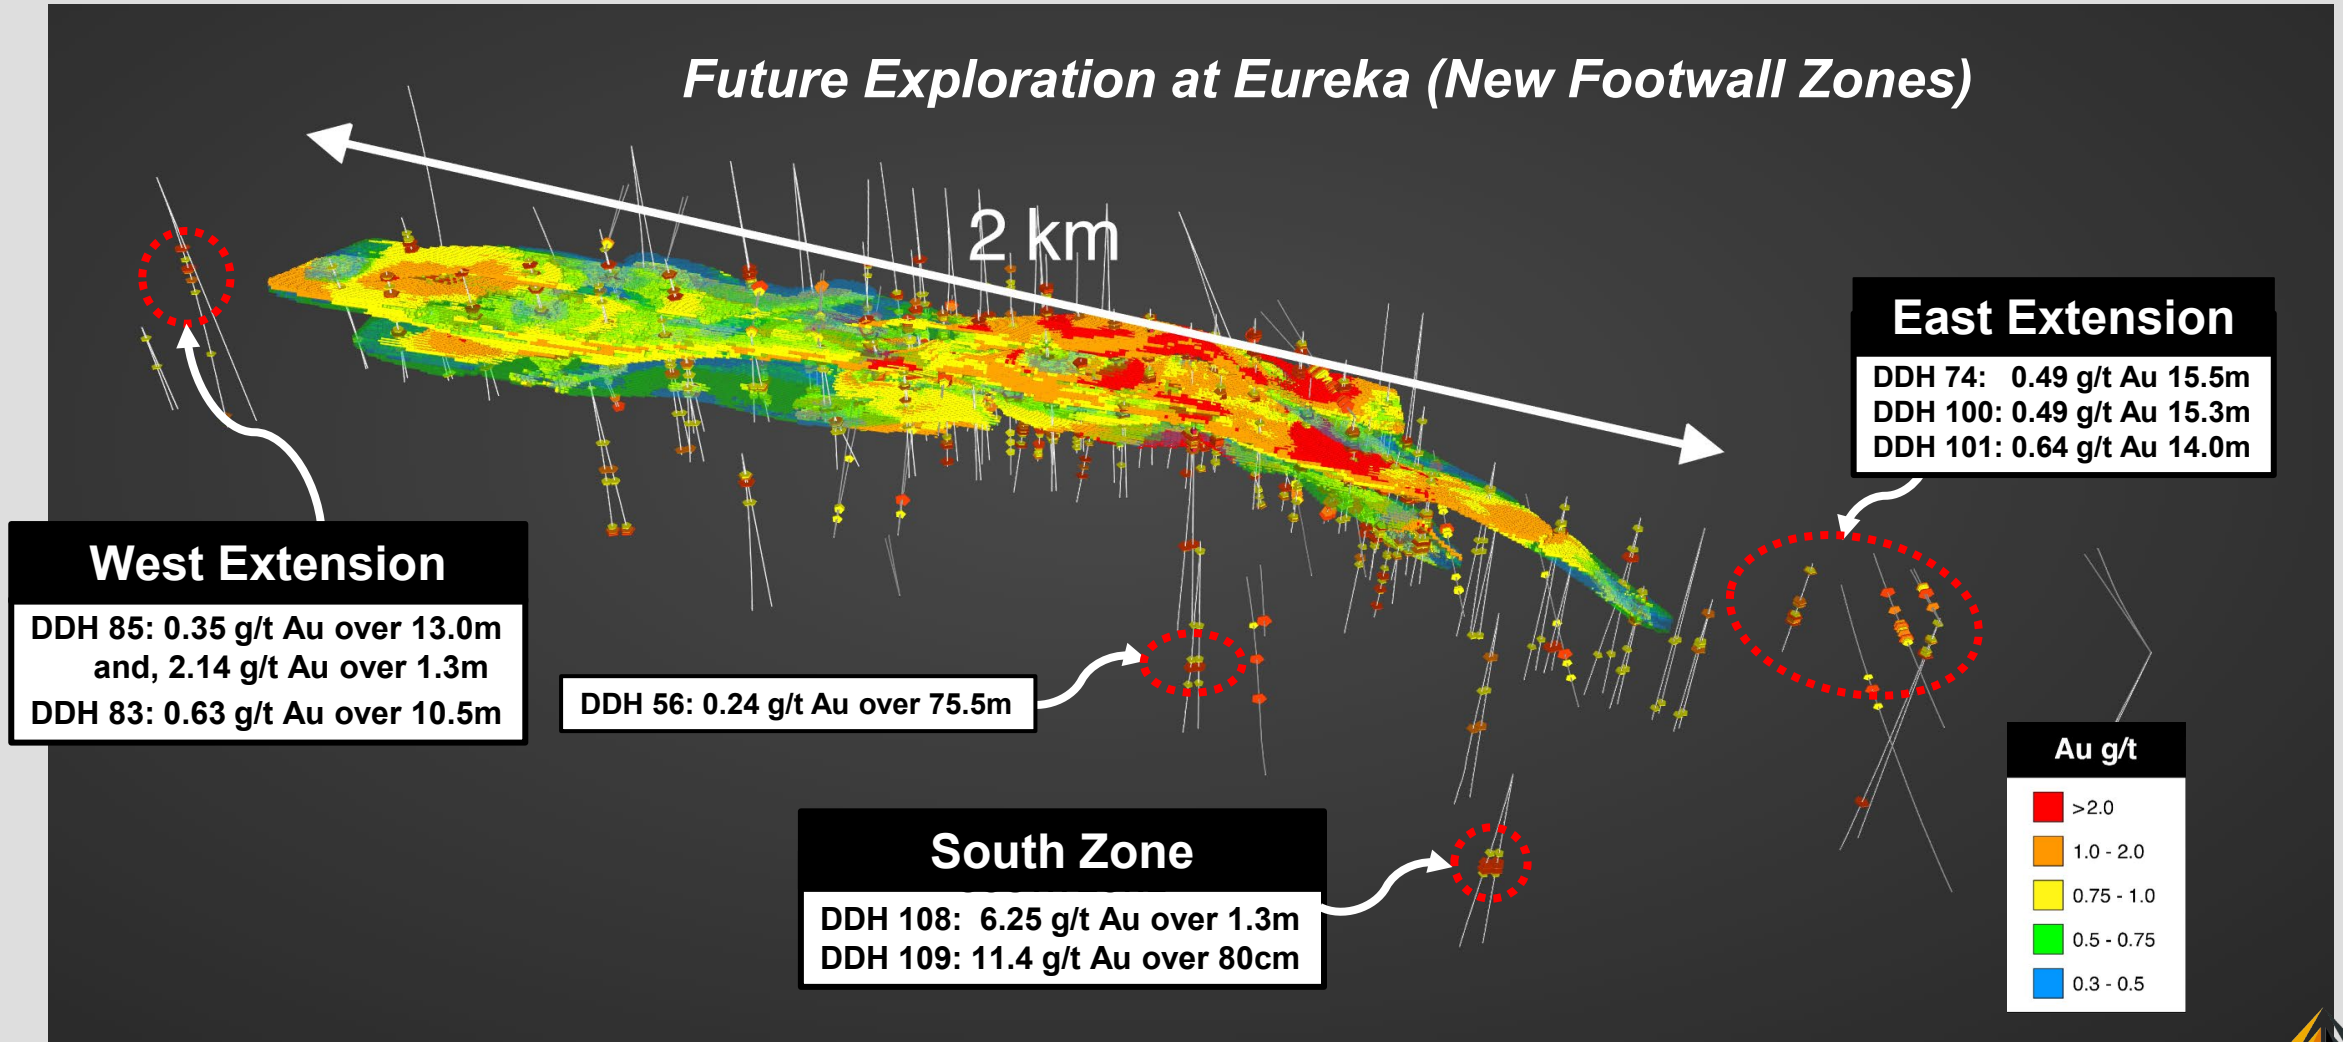 Future Exploration at Eureka (New Footwall Zones)
2 km
East Extension
DDH 74: 0.49 g/t Au 15.5m
DDH 100: 0.49 g/t Au 15.3m
DDH 101: 0.64 g/t Au 14.0m
West Extension
DDH 85: 0.35 g/t Au over 13.0m
and, 2.14 g/t Au over 1.3m
DDH 83: 0.63 g/t Au over 10.5m
DDH 56: 0.24 g/t Au over 75.5m
South Zone
DDH 108: 6.25 g/t Au over 1.3m
DDH 109: 11.4 g/t Au over 80cm
Au g/t
>2.0
1.0 - 2.0
0.75 - 1.0
0.5 - 0.75
0.3 - 0.5